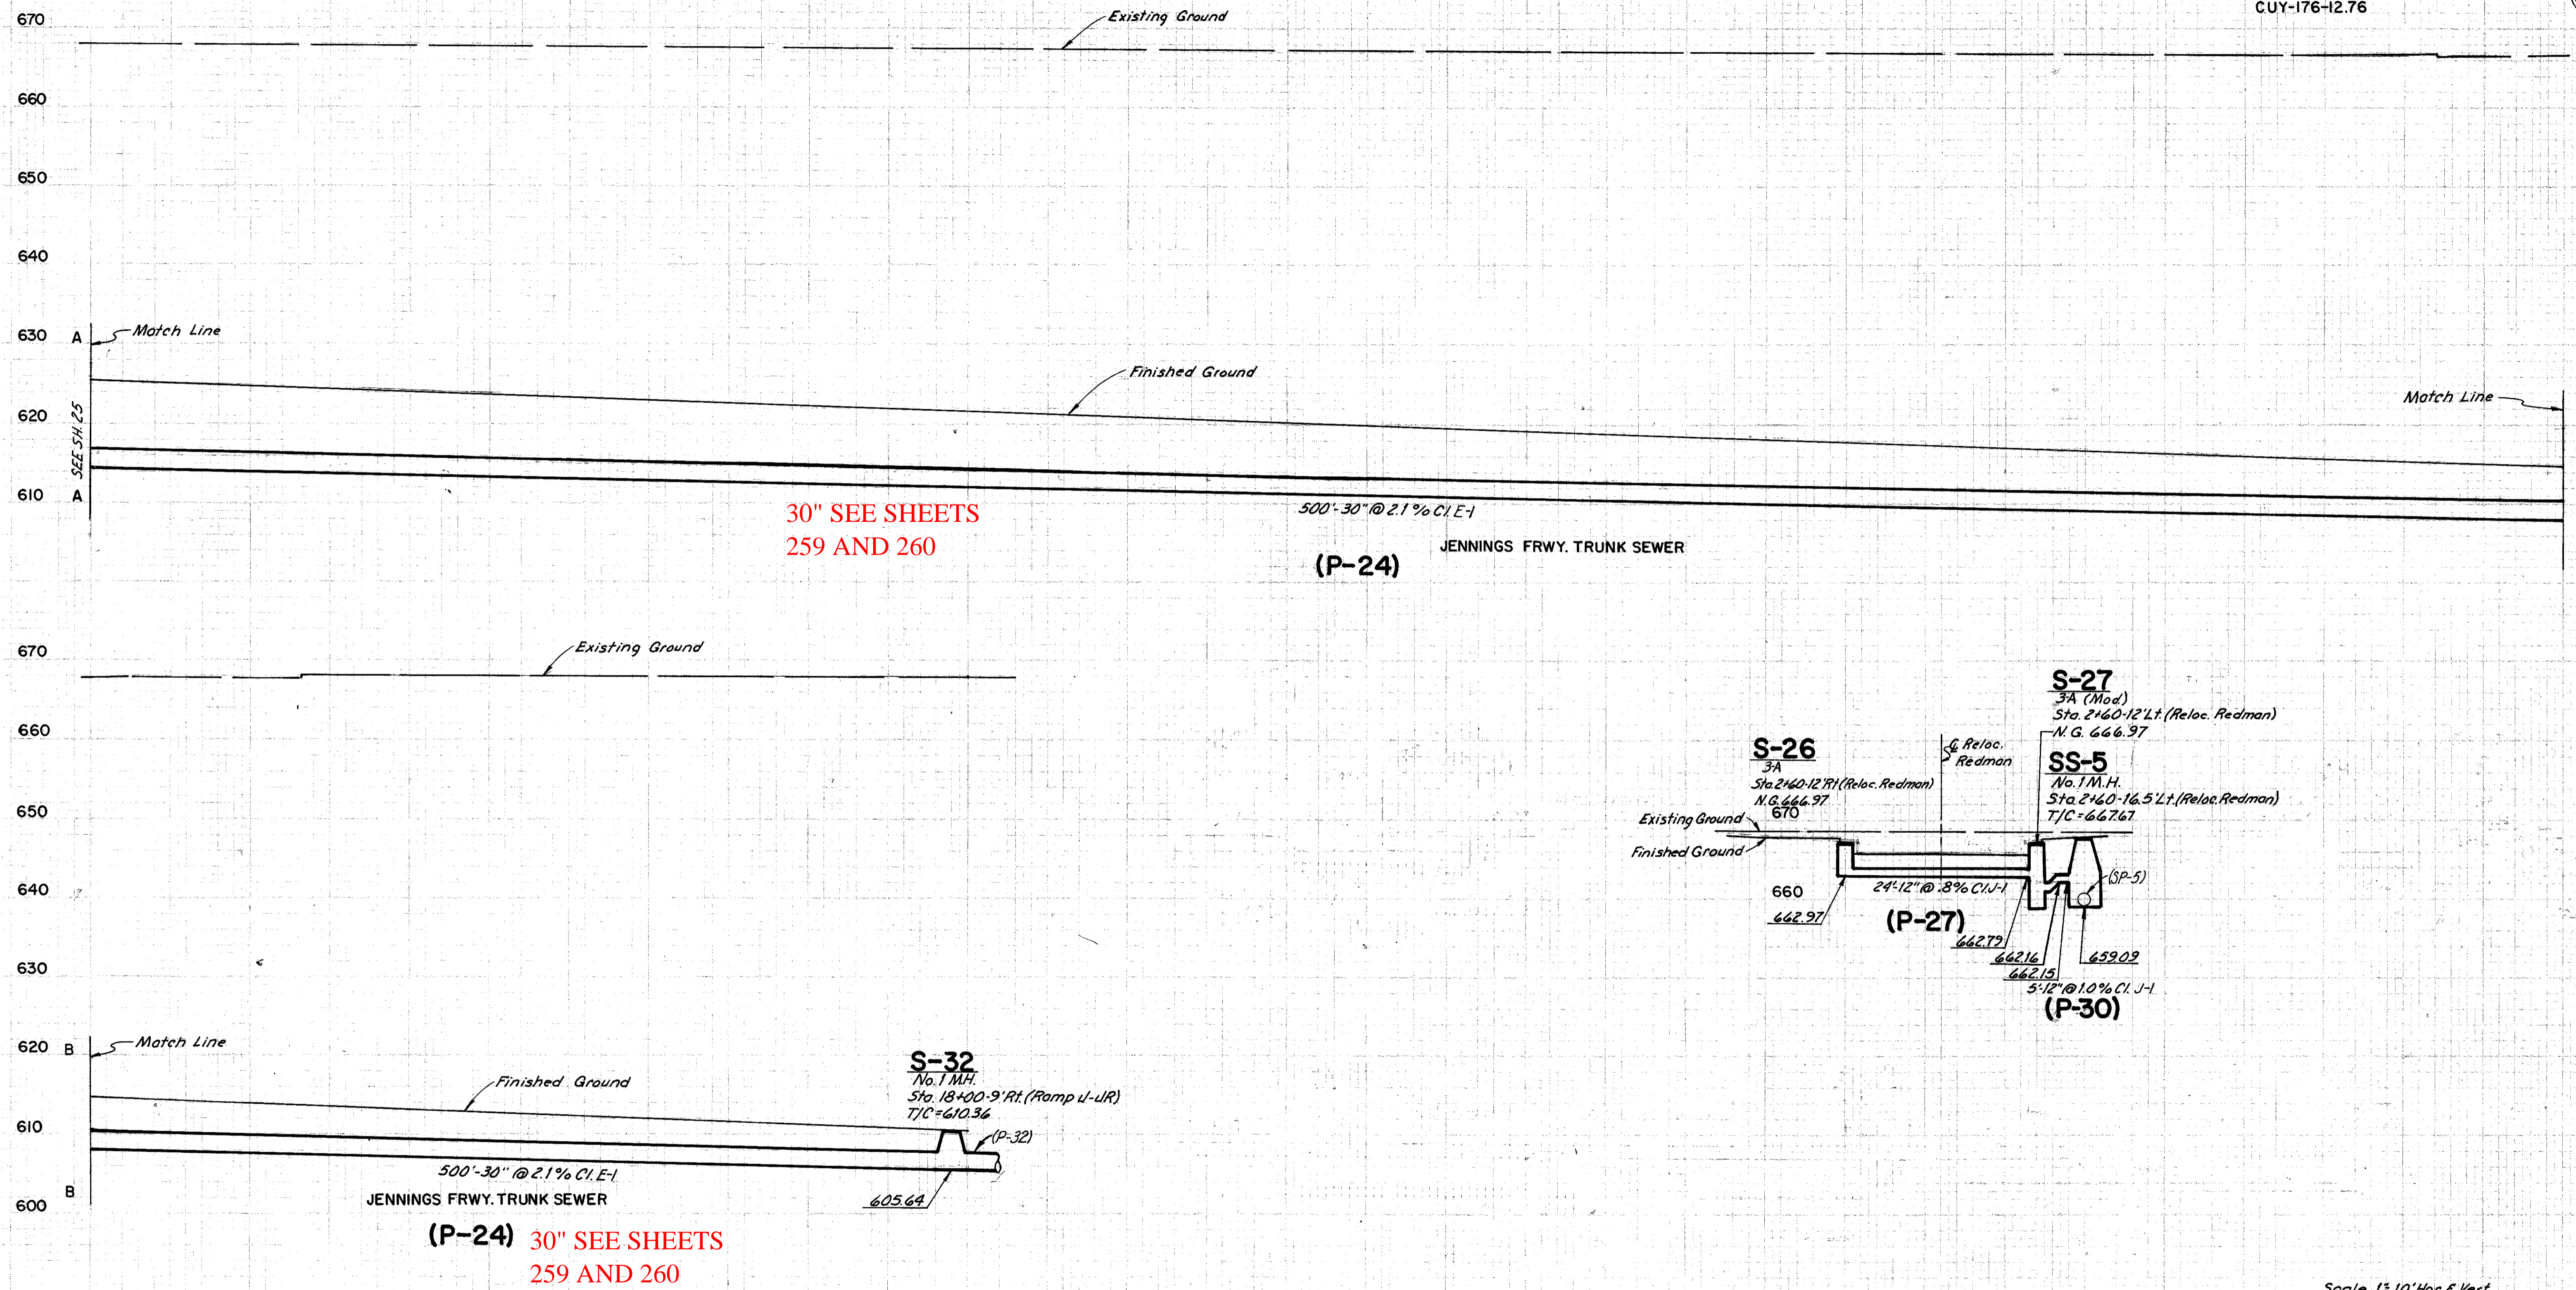 CUY-176-12.76
670
Existing Ground
660
650
640
630
A
Match Line
Finished Ground
Match Line
620
SEE SH. 25
610
A
30" SEE SHEETS
259 AND 260
500'-30" @ 2.1 % Cl. E-1
JENNINGS FRWY. TRUNK SEWER
(P-24)
670
Existing Ground
660
650
640
630
620
B
Match Line
Finished Ground
S-32
No. 1 M.H.
Sta. 18+00-9' Rt. (Ramp J-JR)
T/C=610.36
610
(P-32)
500'-30" @ 2.1 % Cl. E-1
B
JENNINGS FRWY. TRUNK SEWER
605.64
600
(P-24)
30" SEE SHEETS
259 AND 260
S-27
3-A (Mod.)
Sta. 2+60-12' Lt. (Reloc. Redman)
N.G. 666.97
S-26
3-A
Sta. 2+60-12' Rt. (Reloc. Redman)
N.G. 666.97
℄ Reloc.
Redman
SS-5
No. 1 M.H.
Sta. 2+60-16.5' Lt. (Reloc. Redman)
T/C=667.67
670
Existing Ground
Finished Ground
660
24'-12" @ .8% Cl. J-1
(SP-5)
662.97
(P-27)
662.79
662.16
659.09
662.15
5'-12" @ 1.0 % Cl. J-1
(P-30)